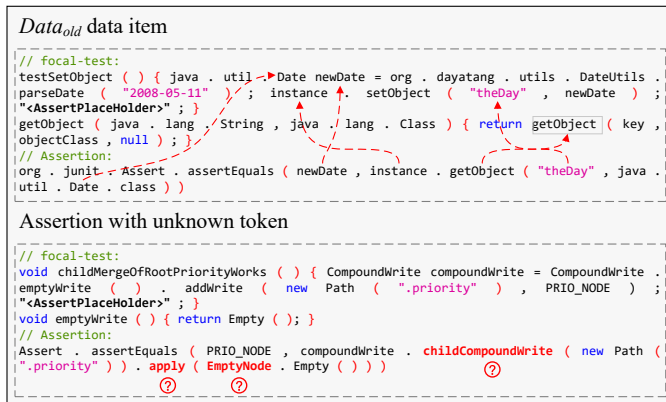 Data_old data item
// focal-test:
testSetObject ( ) { java . util . Date newDate = org . dayatang . utils . DateUtils .
parseDate ( "2008-05-11" ) ; instance . setObject ( "theDay" , newDate ) ;
"<AssertPlaceHolder>" ; }
getObject ( java . lang . String , java . lang . Class ) { return getObject ( key ,
objectClass , null ) ; }
// Assertion:
org . junit . Assert . assertEquals ( newDate , instance . getObject ( "theDay" , java .
util . Date . class ) )
Assertion with unknown token
// focal-test:
void childMergeOfRootPriorityWorks ( ) { CompoundWrite compoundWrite = CompoundWrite .
emptyWrite ( ) . addWrite ( new Path ( ".priority" ) , PRIO_NODE ) ;
"<AssertPlaceHolder>" ; }
void emptyWrite ( ) { return Empty ( ); }
// Assertion:
Assert . assertEquals ( PRIO_NODE , compoundWrite . childCompoundWrite ( new Path (
".priority" ) ) . apply ( EmptyNode . Empty ( ) ) )
? ? ?